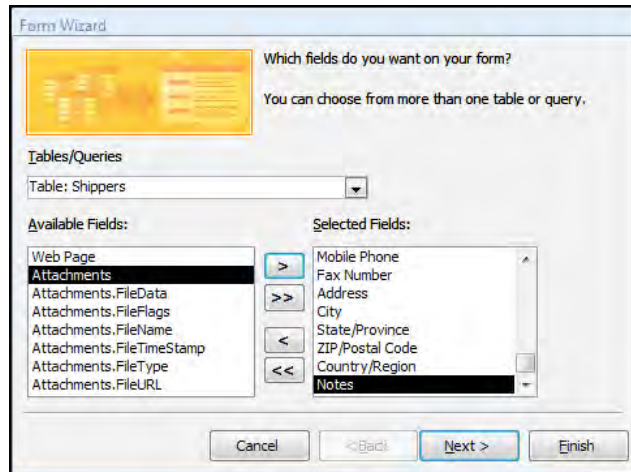 Form Wizard
Which fields do you want on your form?
You can choose from more than one table or query.
Tables/Queries
Table: Shippers
Available Fields:
Selected Fields:
Web Page
Attachments
Attachments.FileData
Attachments.FileFlags
Attachments.FileName
Attachments.FileTimeStamp
Attachments.FileType
Attachments.FileURL
>
>>
<
<<
Mobile Phone
Fax Number
Address
City
State/Province
ZIP/Postal Code
Country/Region
Notes
Cancel
< Back
Next >
Finish